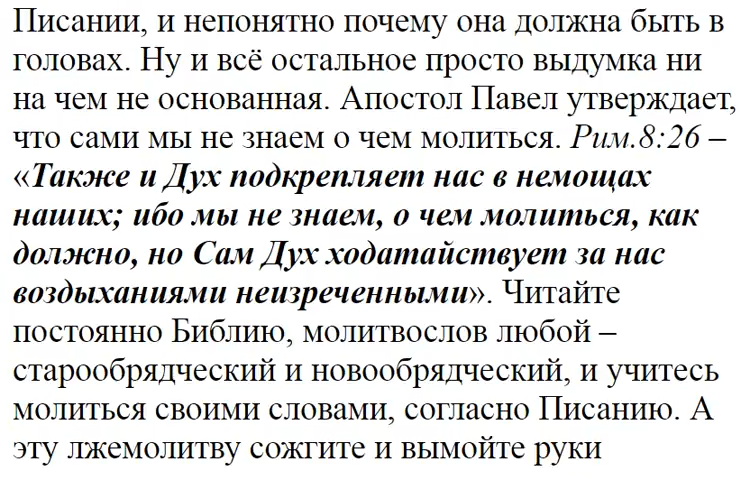 Писании, и непонятно почему она должна быть в
головах. Ну и всё остальное просто выдумка ни
на чем не основанная. Апостол Павел утверждает,
что сами мы не знаем о чем молиться. Рим.8:26 –
«Также и Дух подкрепляет нас в немощах
наших; ибо мы не знаем, о чем молиться, как
должно, но Сам Дух ходатайствует за нас
воздыханиями неизреченными». Читайте
постоянно Библию, молитвослов любой –
старообрядческий и новообрядческий, и учитесь
молиться своими словами, согласно Писанию. А
эту лжемолитву сожгите и вымойте руки